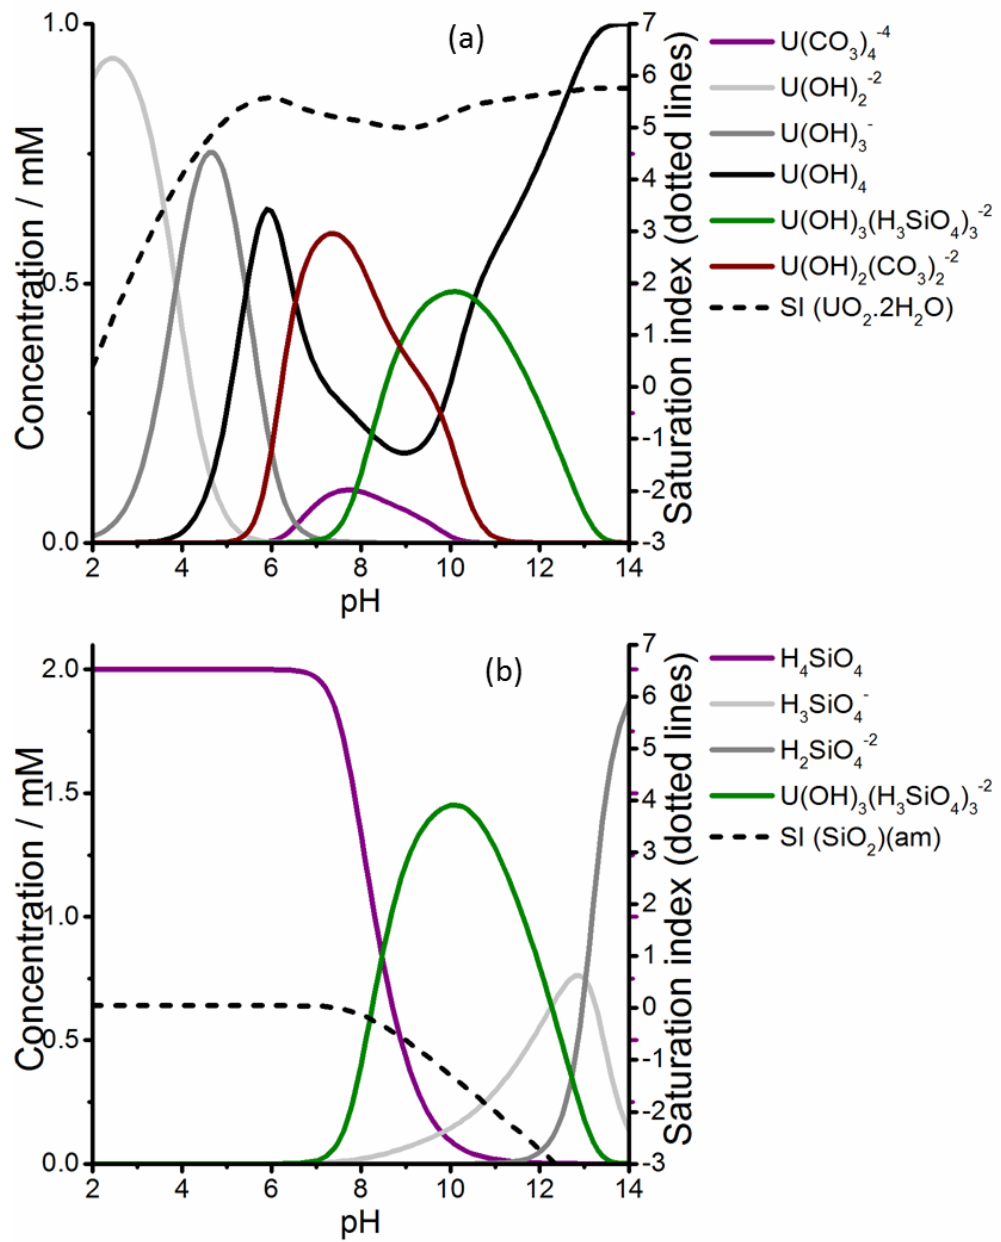 (a)
1.0
0.5
0.0
Concentration / mM
2 4 6 8 10 12 14
pH
7
6
5
4
3
2
1
0
-1
-2
-3
Saturation index (dotted lines)
U(CO₃)₄⁻⁴
U(OH)₂⁻²
U(OH)₃⁻
U(OH)₄
U(OH)₃(H₃SiO₄)₃⁻²
U(OH)₂(CO₃)₂⁻²
SI (UO₂.2H₂O)
(b)
2.0
1.5
1.0
0.5
0.0
Concentration / mM
2 4 6 8 10 12 14
pH
7
6
5
4
3
2
1
0
-1
-2
-3
Saturation index (dotted lines)
H₄SiO₄
H₃SiO₄⁻
H₂SiO₄⁻²
U(OH)₃(H₃SiO₄)₃⁻²
SI (SiO₂)(am)